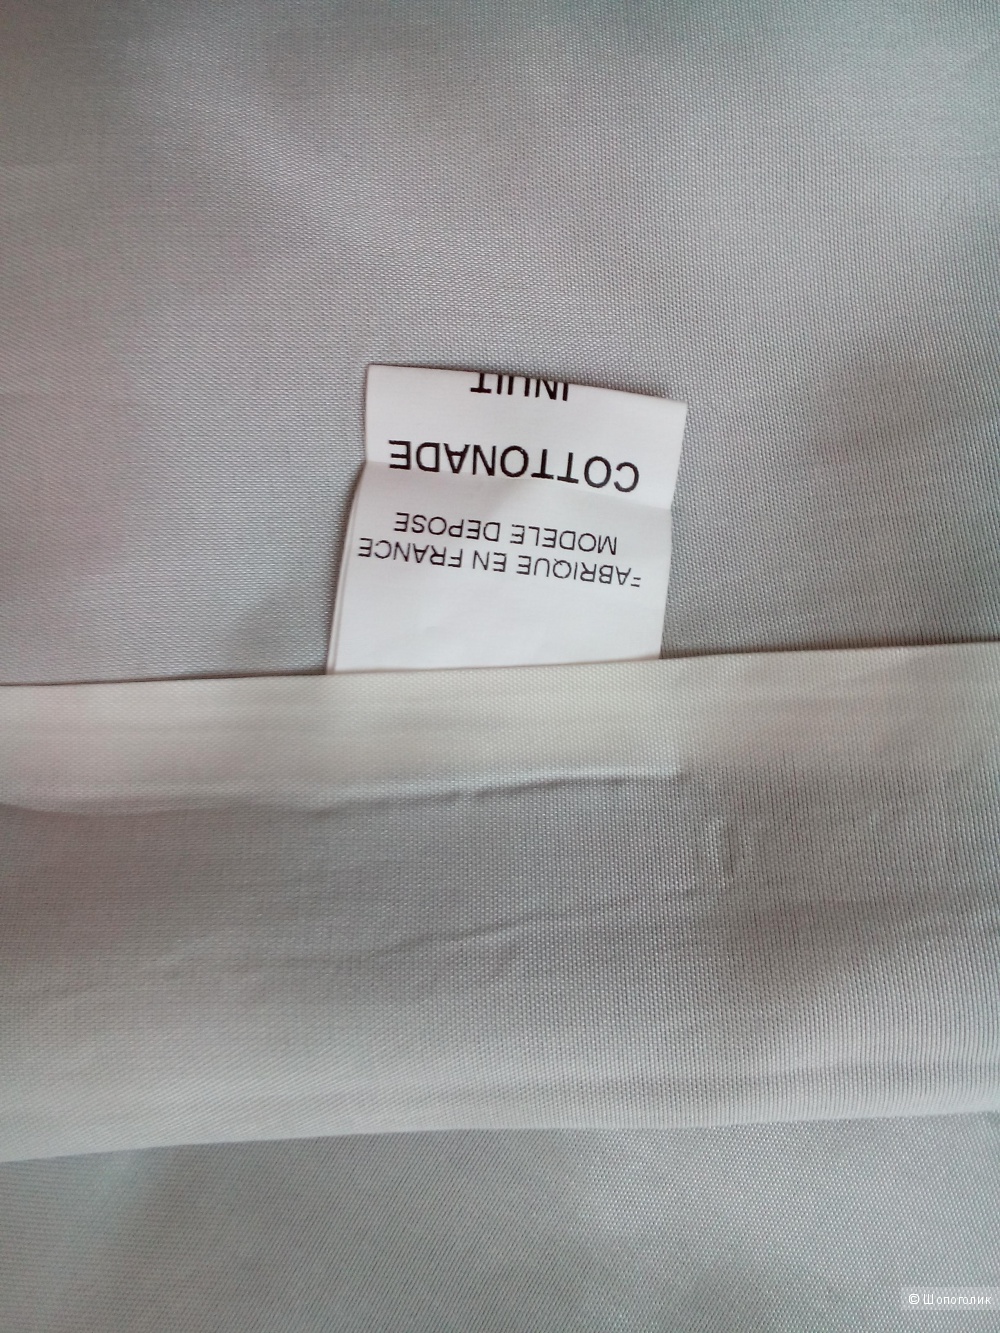 FABRIQUE EN FRANCE
MODELE DEPOSE
COTTONADE
INUIT
© Шопоголик